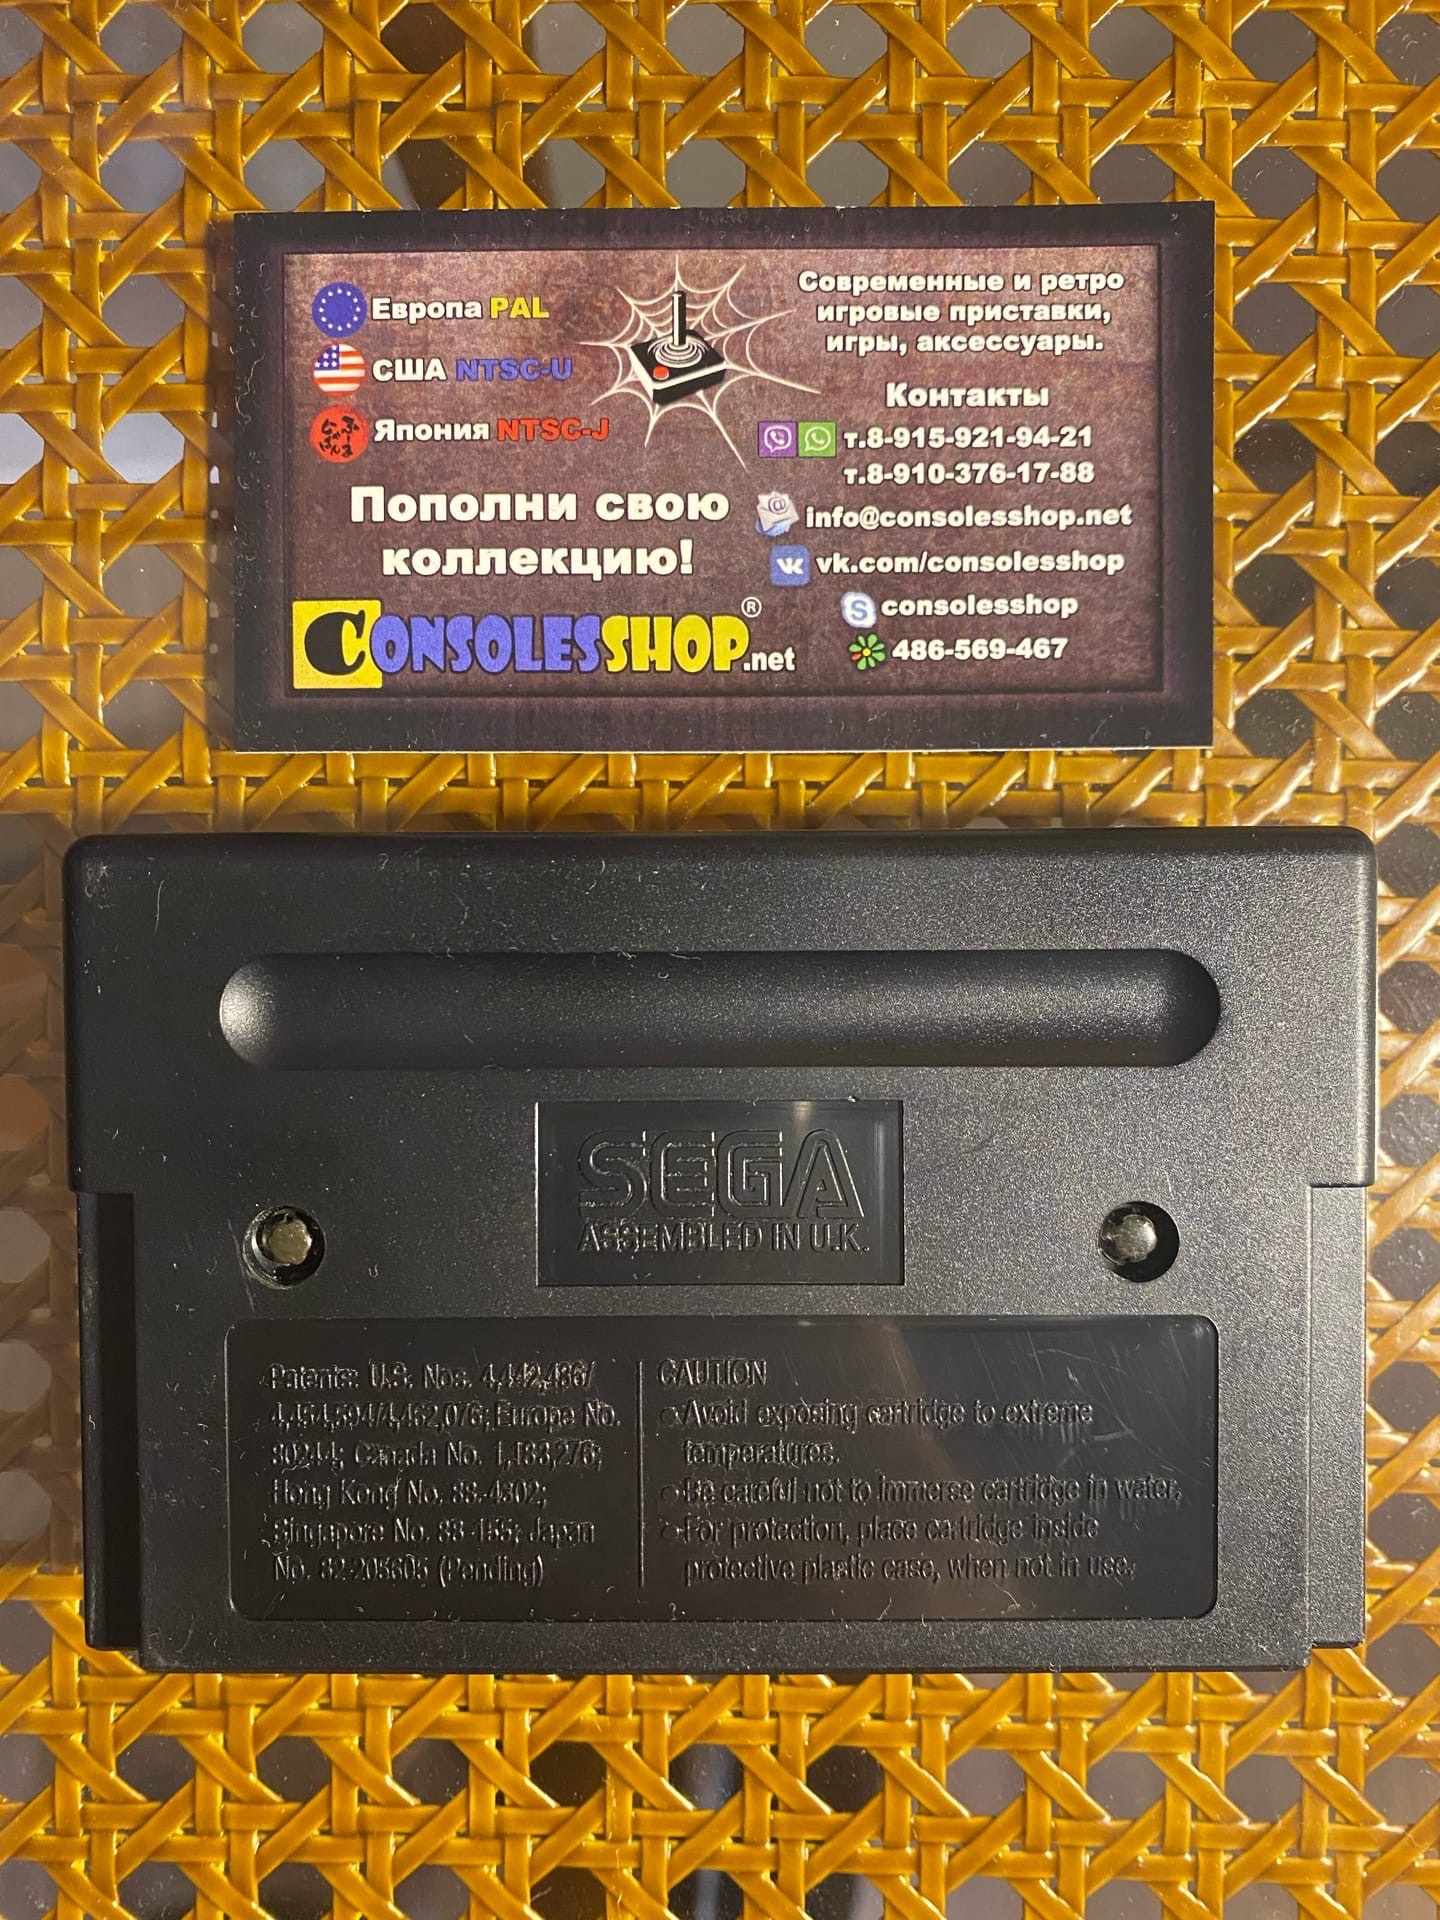 Европа PAL
США NTSC-U
Япония NTSC-J
Пополни свою
коллекцию!
CONSOLESSHOP.net ®
Современные и ретро
игровые приставки,
игры, аксессуары.
Контакты
т.8-915-921-94-21
т.8-910-376-17-88
info@consolesshop.net
vk.com/consolesshop
consolesshop
486-569-467
SEGA
ASSEMBLED IN U.K.
Patents: U.S. Nos. 4,442,486/
4,454,594/4,462,076; Europe No.
80244; Canada No. 1,183,276;
Hong Kong No. 88-4302;
Singapore No. 88-155; Japan
No. 82-205605 (Pending)
CAUTION
Avoid exposing cartridge to extreme
temperatures.
Be careful not to immerse cartridge in water.
For protection, place cartridge inside
protective plastic case, when not in use.